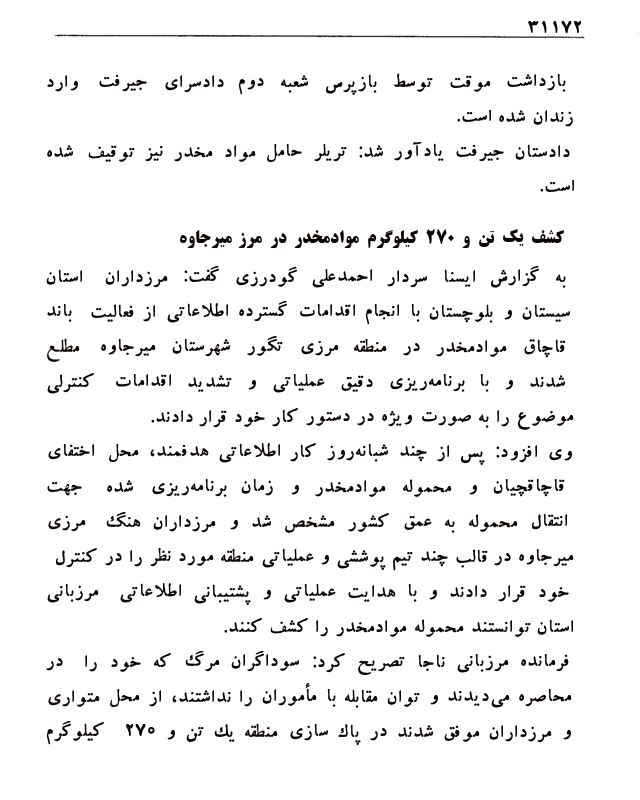 ۳۱۱۷۲
بازداشت موقت توسط بازپرس شعبه دوم دادسرای جیرفت وارد
زندان شده است.
دادستان جیرفت یادآور شد: تریلر حامل مواد مخدر نیز توقیف شده
است.
کشف یک تن و ۲۷۰ کیلوگرم موادمخدر در مرز میرجاوه
به گزارش ایسنا سردار احمدعلی گودرزی گفت: مرزداران استان
سیستان و بلوچستان با انجام اقدامات گسترده اطلاعاتی از فعالیت باند
قاچاق موادمخدر در منطقه مرزی تگور شهرستان میرجاوه مطلع
شدند و با برنامه‌ریزی دقیق عملیاتی و تشدید اقدامات کنترلی
موضوع را به صورت ویژه در دستور کار خود قرار دادند.
وی افزود: پس از چند شبانه‌روز کار اطلاعاتی هدفمند، محل اختفای
قاچاقچیان و محموله موادمخدر و زمان برنامه‌ریزی شده جهت
انتقال محموله به عمق کشور مشخص شد و مرزداران هنگ مرزی
میرجاوه در قالب چند تیم پوششی و عملیاتی منطقه مورد نظر را در کنترل
خود قرار دادند و با هدایت عملیاتی و پشتیبانی اطلاعاتی مرزبانی
استان توانستند محموله موادمخدر را کشف کنند.
فرمانده مرزبانی ناجا تصریح کرد: سوداگران مرگ که خود را در
محاصره می‌دیدند و توان مقابله با مأموران را نداشتند، از محل متواری
و مرزداران موفق شدند در پاك سازی منطقه یك تن و ۲۷۰ کیلوگرم